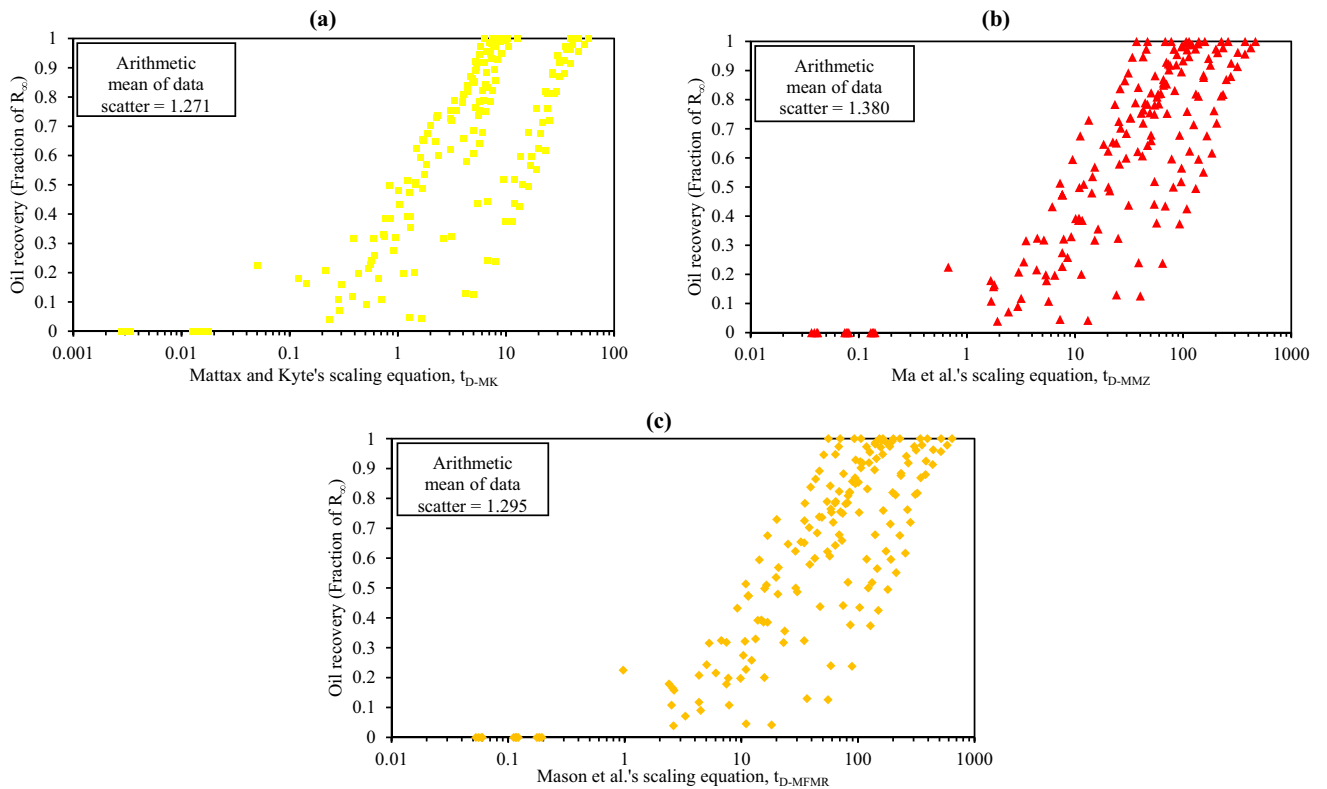 (a)
Arithmetic
mean of data
scatter = 1.271
Oil recovery (Fraction of R∞)
1
0.9
0.8
0.7
0.6
0.5
0.4
0.3
0.2
0.1
0
0.001
0.01
0.1
1
10
100
Mattax and Kyte's scaling equation, tD-MK
(b)
Arithmetic
mean of data
scatter = 1.380
Oil recovery (Fraction of R∞)
1
0.9
0.8
0.7
0.6
0.5
0.4
0.3
0.2
0.1
0
0.01
0.1
1
10
100
1000
Ma et al.'s scaling equation, tD-MMZ
(c)
Arithmetic
mean of data
scatter = 1.295
Oil recovery (Fraction of R∞)
1
0.9
0.8
0.7
0.6
0.5
0.4
0.3
0.2
0.1
0
0.01
0.1
1
10
100
1000
Mason et al.'s scaling equation, tD-MFMR